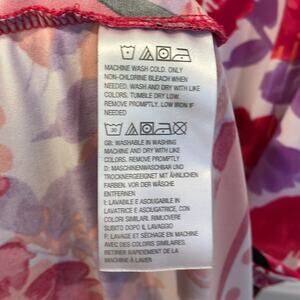 MACHINE WASH COLD. ONLY
NON-CHLORINE BLEACH WHEN
NEEDED, WASH AND DRY WITH LIKE
COLORS. TUMBLE DRY LOW.
REMOVE PROMPTLY. LOW IRON IF
NEEDED
30
GB: WASHABLE IN WASHING
MACHINE AND DRY WITH LIKE
COLORS. REMOVE PROMPTLY
D: MASCHINENWASCHBAR UND
TROCKNERGEEIGNET MIT ÄHNLICHEN
FARBEN. VOR DER WÄSCHE
ENTFERNEN
I: LAVABILE E ASCIUGABILE IN
LAVATRICE E ASCIUGATRICE, CON
COLORI SIMILARI. RIMUOVERE
SUBITO DOPO IL LAVAGGIO
F: LAVAGE ET SÉCHAGE EN MACHINE
AVEC DES COLORIS SIMILAIRES.
RETIRER RAPIDEMENT DE LA
MACHINE À LAVER